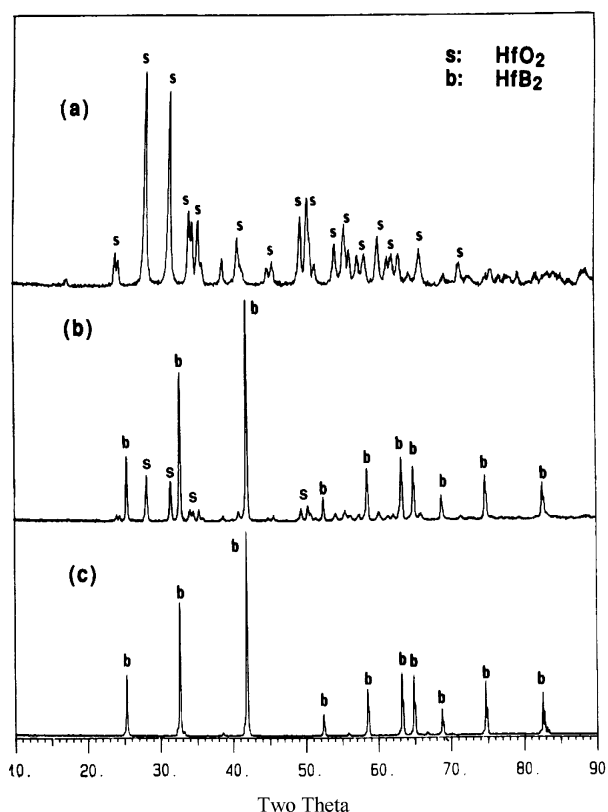 s: HfO2
b: HfB2
(a)
s s s s s s s s s s s s s s s
(b)
b b b s s s s b b b b b b b
(c)
b b b b b b b b b b
10. 20. 30. 40. 50. 60. 70. 80. 90
Two Theta